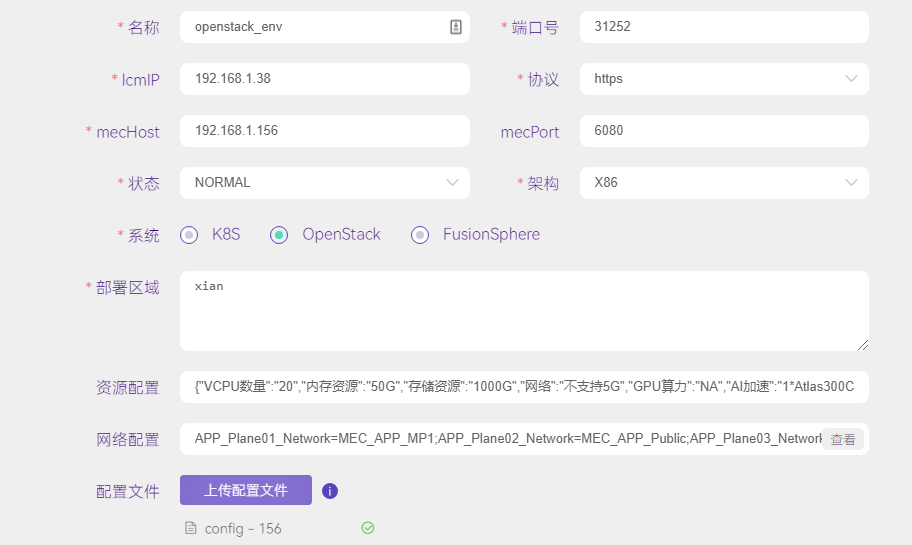 * 名称 openstack_env * 端口号 31252
* lcmIP 192.168.1.38 * 协议 https
* mecHost 192.168.1.156 mecPort 6080
* 状态 NORMAL * 架构 X86
* 系统 K8S OpenStack FusionSphere
* 部署区域 xian
资源配置 {"VCPU数量":"20","内存资源":"50G","存储资源":"1000G","网络":"不支持5G","GPU算力":"NA","AI加速":"1*Atlas300C
网络配置 APP_Plane01_Network=MEC_APP_MP1;APP_Plane02_Network=MEC_APP_Public;APP_Plane03_Network 查看
配置文件 上传配置文件 i
config - 156